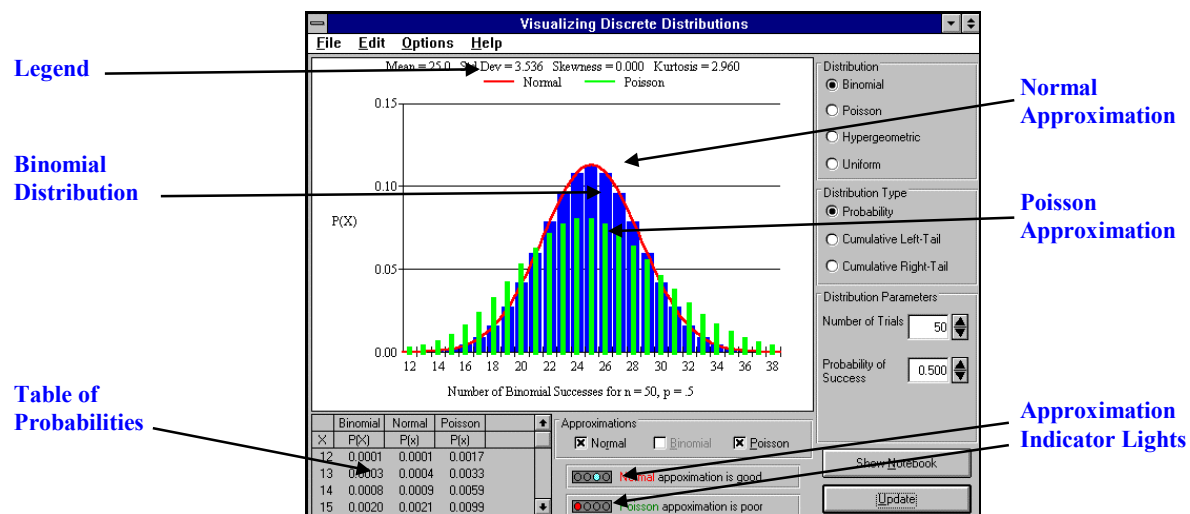 Visualizing Discrete Distributions
File Edit Options Help
Legend
Mean = 25.0 Std Dev = 3.536 Skewness = 0.000 Kurtosis = 2.960
Normal Poisson
Distribution
Binomial
Poisson
Hypergeometric
Uniform
Normal
Approximation
Binomial
Distribution
0.15
0.10
P(X)
0.05
0.00
12 14 16 18 20 22 24 26 28 30 32 34 36 38
Number of Binomial Successes for n = 50, p = .5
Distribution Type
Probability
Cumulative Left-Tail
Cumulative Right-Tail
Poisson
Approximation
Distribution Parameters
Number of Trials 50
Probability of
Success 0.500
Table of
Probabilities
Binomial Normal Poisson
X P(X) P(x) P(x)
12 0.0001 0.0001 0.0017
13 0.0003 0.0004 0.0033
14 0.0008 0.0009 0.0059
15 0.0020 0.0021 0.0099
Approximations
Normal Binomial Poisson
Normal appoximation is good
Poisson appoximation is poor
Show Notebook
Update
Approximation
Indicator Lights